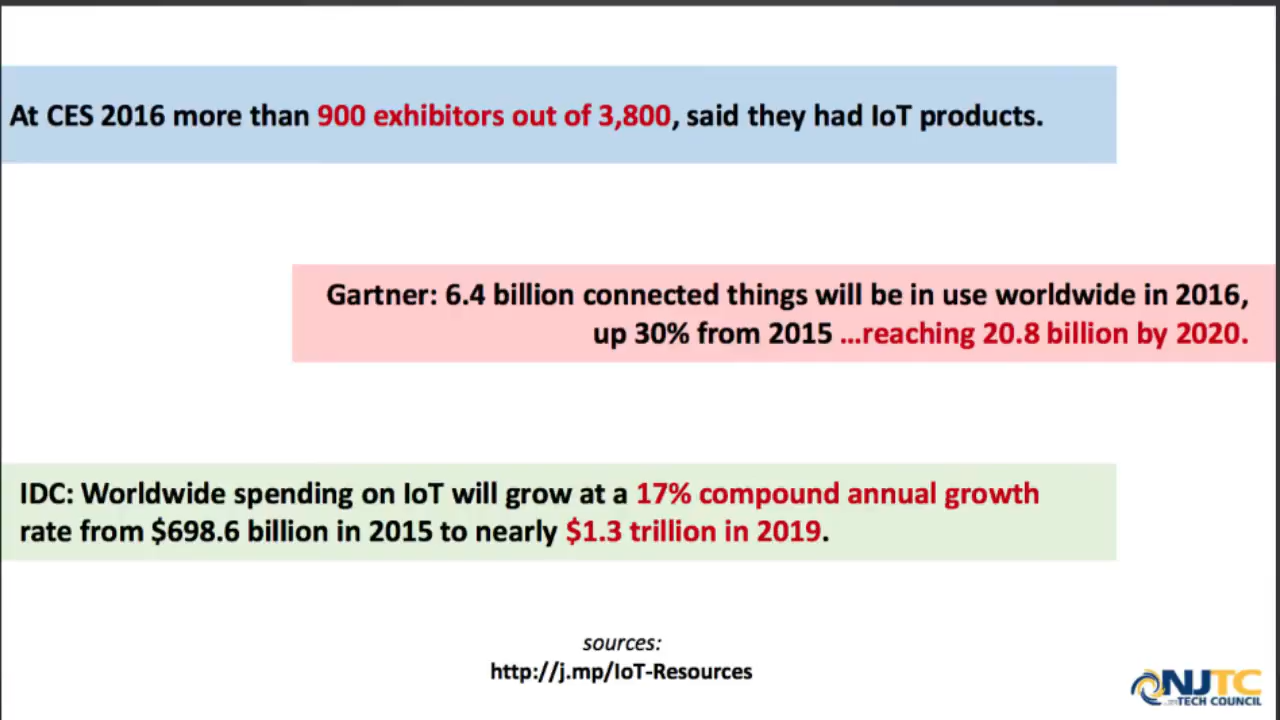 At CES 2016 more than 900 exhibitors out of 3,800, said they had IoT products.
Gartner: 6.4 billion connected things will be in use worldwide in 2016,
up 30% from 2015 ...reaching 20.8 billion by 2020.
IDC: Worldwide spending on IoT will grow at a 17% compound annual growth
rate from $698.6 billion in 2015 to nearly $1.3 trillion in 2019.
sources:
http://j.mp/IoT-Resources
NJTC
TECH COUNCIL